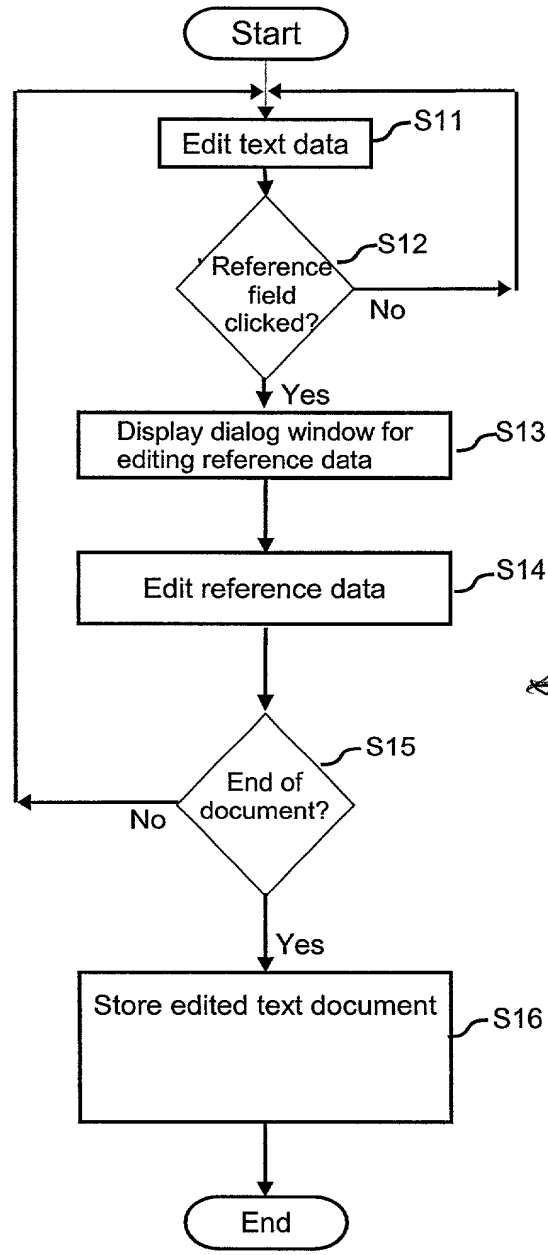 Start
Edit text data
S11
S12
Reference
field
clicked?
No
Yes
Display dialog window for
editing reference data
S13
Edit reference data
S14
S15
End of
document?
No
Yes
Store edited text document
S16
End